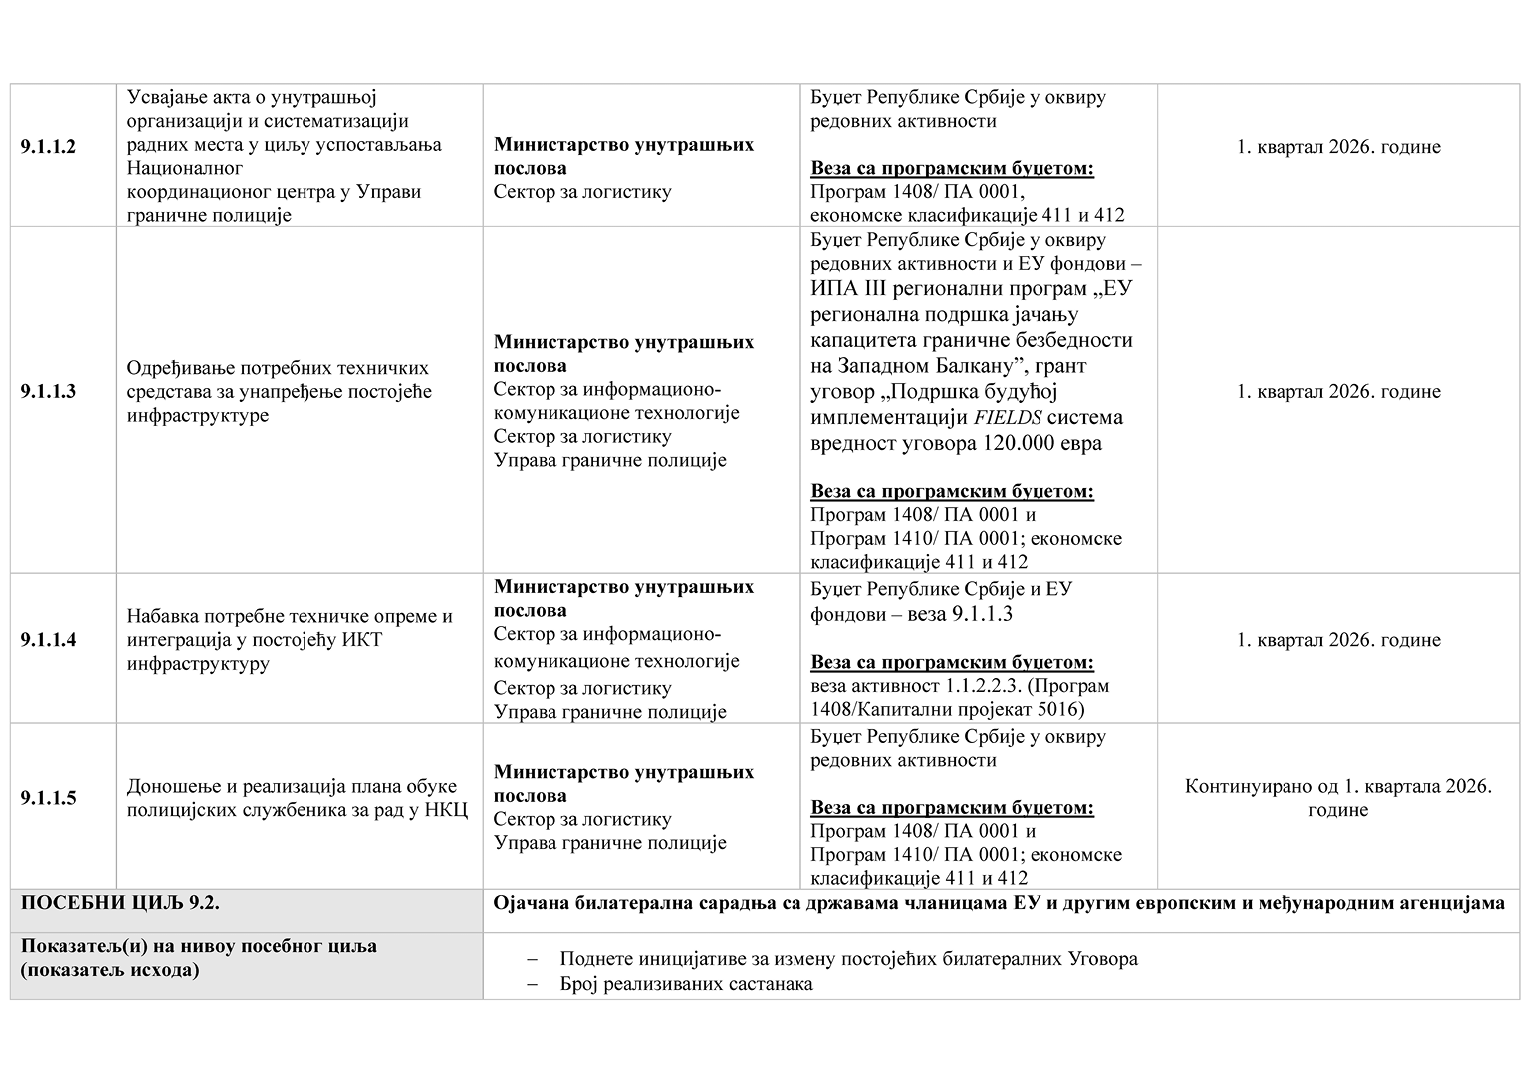 9.1.1.2
Усвајање акта о унутрашњој
организацији и систематизацији
радних места у циљу успостављања
Националног
координационог центра у Управи
граничне полиције
Министарство унутрашњих
послова
Сектор за логистику
Буџет Републике Србије у оквиру
редовних активности
Веза са програмским буџетом:
Програм 1408/ ПА 0001,
економске класификације 411 и 412
1. квартал 2026. године
9.1.1.3
Одређивање потребних техничких
средстава за унапређење постојеће
инфраструктуре
Министарство унутрашњих
послова
Сектор за информационо-
комуникационе технологије
Сектор за логистику
Управа граничне полиције
Буџет Републике Србије у оквиру
редовних активности и ЕУ фондови –
ИПА III регионални програм „ЕУ
регионална подршка јачању
капацитета граничне безбедности
на Западном Балкану”, грант
уговор „Подршка будућој
имплементацији FIELDS система
вредност уговора 120.000 евра
Веза са програмским буџетом:
Програм 1408/ ПА 0001 и
Програм 1410/ ПА 0001; економске
класификације 411 и 412
1. квартал 2026. године
9.1.1.4
Набавка потребне техничке опреме и
интеграција у постојећу ИКТ
инфраструктуру
Министарство унутрашњих
послова
Сектор за информационо-
комуникационе технологије
Сектор за логистику
Управа граничне полиције
Буџет Републике Србије и ЕУ
фондови – веза 9.1.1.3
Веза са програмским буџетом:
веза активност 1.1.2.2.3. (Програм
1408/Капитални пројекат 5016)
1. квартал 2026. године
9.1.1.5
Доношење и реализација плана обуке
полицијских службеника за рад у НКЦ
Министарство унутрашњих
послова
Сектор за логистику
Управа граничне полиције
Буџет Републике Србије у оквиру
редовних активности
Веза са програмским буџетом:
Програм 1408/ ПА 0001 и
Програм 1410/ ПА 0001; економске
класификације 411 и 412
Континуирано од 1. квартала 2026.
године
ПОСЕБНИ ЦИЉ 9.2.
Ојачана билатерална сарадња са државама чланицама ЕУ и другим европским и међународним агенцијама
Показатељ(и) на нивоу посебног циља
(показатељ исхода)
– Поднете иницијативе за измену постојећих билатералних Уговора
– Број реализиваних састанака